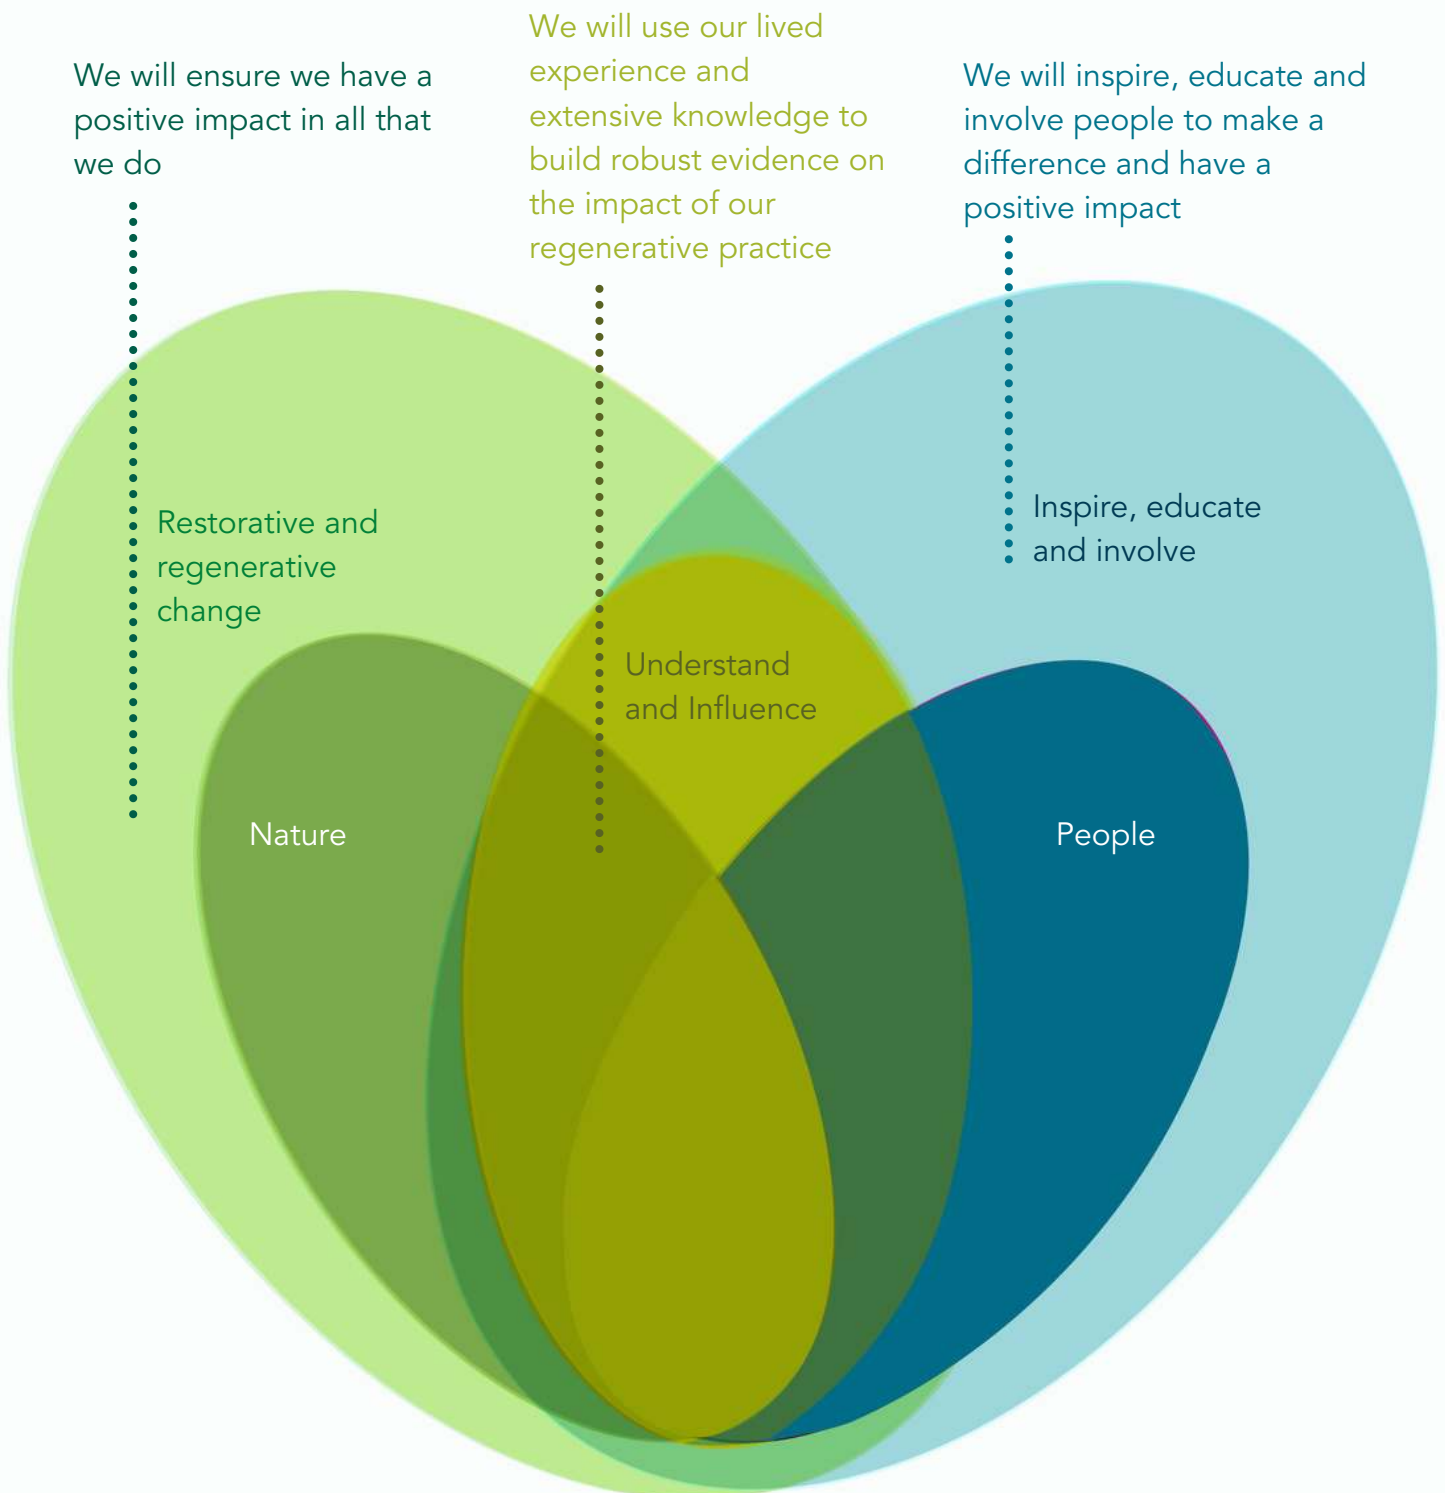 We will ensure we have a
positive impact in all that
we do
We will use our lived
experience and
extensive knowledge to
build robust evidence on
the impact of our
regenerative practice
We will inspire, educate and
involve people to make a
difference and have a
positive impact
Restorative and
regenerative
change
Understand
and Influence
Inspire, educate
and involve
Nature
People